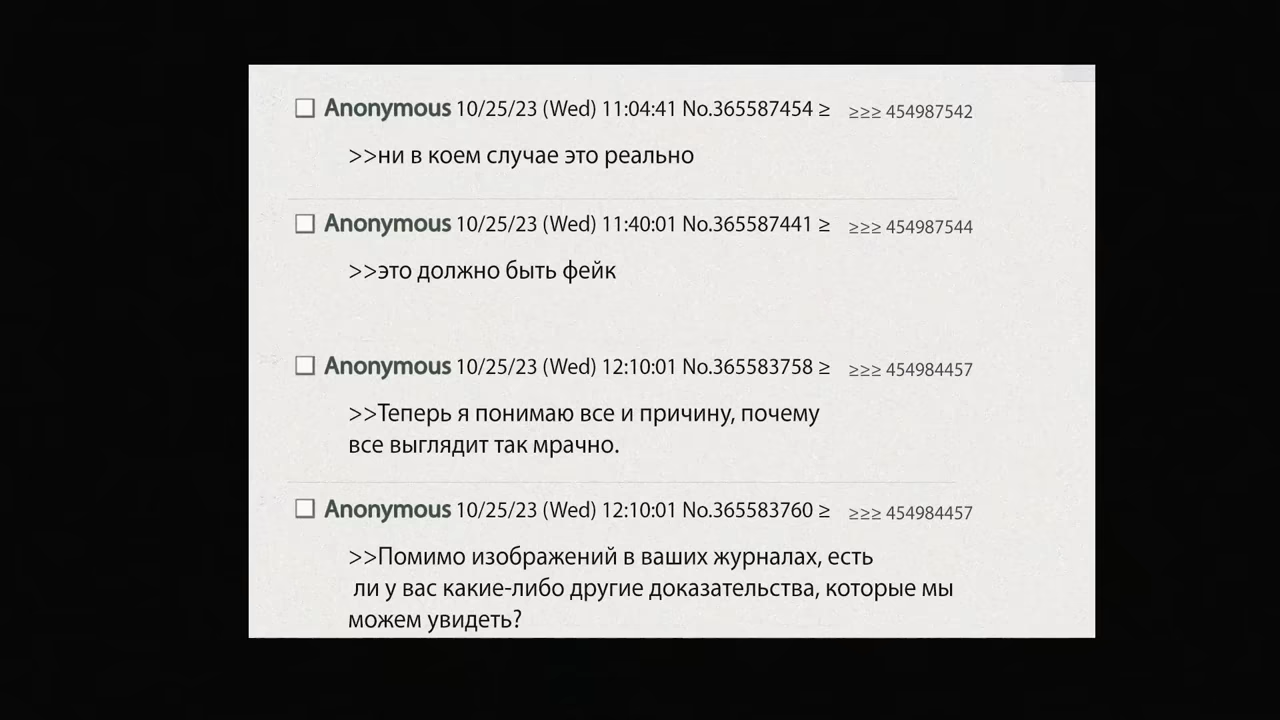 Anonymous 10/25/23 (Wed) 11:04:41 No.365587454 ≥ ≥≥≥ 454987542
>>ни в коем случае это реально
Anonymous 10/25/23 (Wed) 11:40:01 No.365587441 ≥ ≥≥≥ 454987544
>>это должно быть фейк
Anonymous 10/25/23 (Wed) 12:10:01 No.365583758 ≥ ≥≥≥ 454984457
>>Теперь я понимаю все и причину, почему
все выглядит так мрачно.
Anonymous 10/25/23 (Wed) 12:10:01 No.365583760 ≥ ≥≥≥ 454984457
>>Помимо изображений в ваших журналах, есть
ли у вас какие-либо другие доказательства, которые мы
можем увидеть?